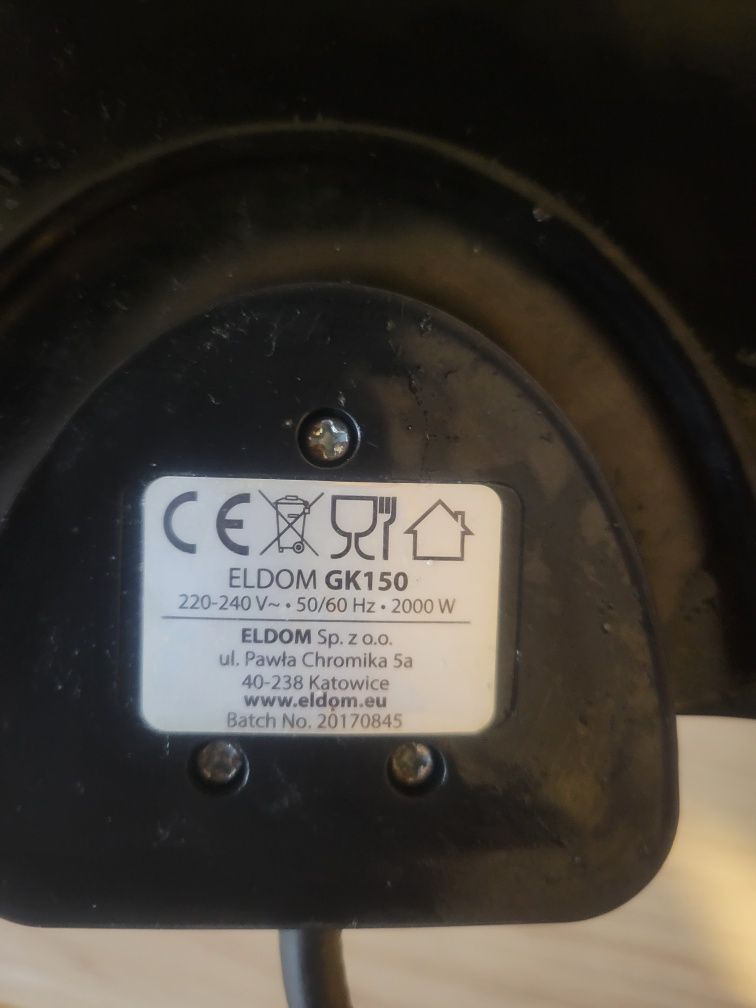 CE
ELDOM GK150
220-240 V~ • 50/60 Hz • 2000 W
ELDOM Sp. z o.o.
ul. Pawła Chromika 5a
40-238 Katowice
www.eldom.eu
Batch No. 20170845